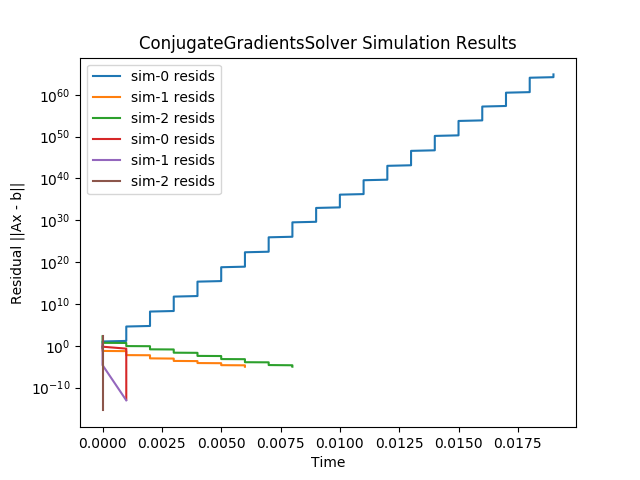 ConjugateGradientsSolver Simulation Results
sim-0 resids
sim-1 resids
sim-2 resids
sim-0 resids
sim-1 resids
sim-2 resids
Residual ||Ax - b||
10^60
10^50
10^40
10^30
10^20
10^10
10^0
10^−10
0.0000 0.0025 0.0050 0.0075 0.0100 0.0125 0.0150 0.0175
Time